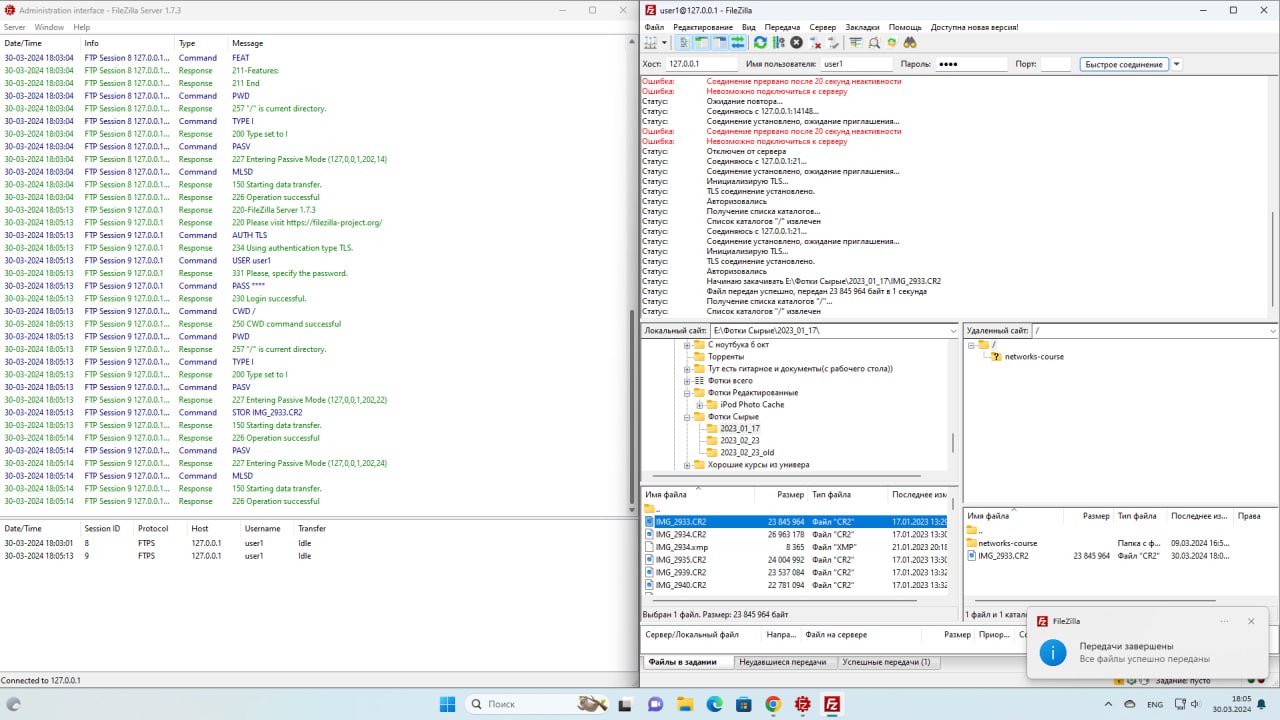 Administration interface - FileZilla Server 1.7.3
Server Window Help
Date/Time Info Type Message
30-03-2024 18:03:04 FTP Session 8 127.0.0.1... Command FEAT
30-03-2024 18:03:04 FTP Session 8 127.0.0.1... Response 211-Features:
30-03-2024 18:03:04 FTP Session 8 127.0.0.1... Response 211 End
30-03-2024 18:03:04 FTP Session 8 127.0.0.1... Command PWD
30-03-2024 18:03:04 FTP Session 8 127.0.0.1... Response 257 "/" is current directory.
30-03-2024 18:03:04 FTP Session 8 127.0.0.1... Command TYPE I
30-03-2024 18:03:04 FTP Session 8 127.0.0.1... Response 200 Type set to I
30-03-2024 18:03:04 FTP Session 8 127.0.0.1... Command PASV
30-03-2024 18:03:04 FTP Session 8 127.0.0.1... Response 227 Entering Passive Mode (127,0,0,1,202,14)
30-03-2024 18:03:04 FTP Session 8 127.0.0.1... Command MLSD
30-03-2024 18:03:04 FTP Session 8 127.0.0.1... Response 150 Starting data transfer.
30-03-2024 18:03:04 FTP Session 8 127.0.0.1... Response 226 Operation successful
30-03-2024 18:05:13 FTP Session 9 127.0.0.1 Response 220-FileZilla Server 1.7.3
30-03-2024 18:05:13 FTP Session 9 127.0.0.1 Response 220 Please visit https://filezilla-project.org/
30-03-2024 18:05:13 FTP Session 9 127.0.0.1 Command AUTH TLS
30-03-2024 18:05:13 FTP Session 9 127.0.0.1 Response 234 Using authentication type TLS.
30-03-2024 18:05:13 FTP Session 9 127.0.0.1 Command USER user1
30-03-2024 18:05:13 FTP Session 9 127.0.0.1 Response 331 Please, specify the password.
30-03-2024 18:05:13 FTP Session 9 127.0.0.1... Command PASS ****
30-03-2024 18:05:13 FTP Session 9 127.0.0.1... Response 230 Login successful.
30-03-2024 18:05:13 FTP Session 9 127.0.0.1... Command CWD /
30-03-2024 18:05:13 FTP Session 9 127.0.0.1... Response 250 CWD command successful
30-03-2024 18:05:13 FTP Session 9 127.0.0.1... Command PWD
30-03-2024 18:05:13 FTP Session 9 127.0.0.1... Response 257 "/" is current directory.
30-03-2024 18:05:13 FTP Session 9 127.0.0.1... Command TYPE I
30-03-2024 18:05:13 FTP Session 9 127.0.0.1... Response 200 Type set to I
30-03-2024 18:05:13 FTP Session 9 127.0.0.1... Command PASV
30-03-2024 18:05:13 FTP Session 9 127.0.0.1... Response 227 Entering Passive Mode (127,0,0,1,202,22)
30-03-2024 18:05:13 FTP Session 9 127.0.0.1... Command STOR IMG_2933.CR2
30-03-2024 18:05:13 FTP Session 9 127.0.0.1... Response 150 Starting data transfer.
30-03-2024 18:05:14 FTP Session 9 127.0.0.1... Response 226 Operation successful
30-03-2024 18:05:14 FTP Session 9 127.0.0.1... Command PASV
30-03-2024 18:05:14 FTP Session 9 127.0.0.1... Response 227 Entering Passive Mode (127,0,0,1,202,24)
30-03-2024 18:05:14 FTP Session 9 127.0.0.1... Command MLSD
30-03-2024 18:05:14 FTP Session 9 127.0.0.1... Response 150 Starting data transfer.
30-03-2024 18:05:14 FTP Session 9 127.0.0.1... Response 226 Operation successful
Date/Time Session ID Protocol Host Username Transfer
30-03-2024 18:03:01 8 FTPS 127.0.0.1 user1 Idle
30-03-2024 18:05:13 9 FTPS 127.0.0.1 user1 Idle
Connected to 127.0.0.1
user1@127.0.0.1 - FileZilla
Файл Редактирование Вид Передача Сервер Закладки Помощь Доступна новая версия!
Хост: 127.0.0.1 Имя пользователя: user1 Пароль: ●●●● Порт: Быстрое соединение
Ошибка: Соединение прервано после 20 секунд неактивности
Ошибка: Невозможно подключиться к серверу
Статус: Ожидание повтора...
Статус: Соединяюсь с 127.0.0.1:14148...
Статус: Соединение установлено, ожидание приглашения...
Ошибка: Соединение прервано после 20 секунд неактивности
Ошибка: Невозможно подключиться к серверу
Статус: Отключен от сервера
Статус: Соединяюсь с 127.0.0.1:21...
Статус: Соединение установлено, ожидание приглашения...
Статус: Инициализирую TLS...
Статус: TLS соединение установлено.
Статус: Авторизовались
Статус: Получение списка каталогов...
Статус: Список каталогов "/" извлечен
Статус: Соединяюсь с 127.0.0.1:21...
Статус: Соединение установлено, ожидание приглашения...
Статус: Инициализирую TLS...
Статус: TLS соединение установлено.
Статус: Авторизовались
Статус: Начинаю закачивать E:\Фотки Сырые\2023_01_17\IMG_2933.CR2
Статус: Файл передан успешно, передан 23 845 964 байт в 1 секунда
Статус: Получение списка каталогов "/"...
Статус: Список каталогов "/" извлечен
Локальный сайт: E:\Фотки Сырые\2023_01_17\
С ноутбука 6 окт
Торренты
Тут есть гитарное и документы(с рабочего стола))
Фотки всего
Фотки Редактированные
iPod Photo Cache
Фотки Сырые
2023_01_17
2023_02_23
2023_02_23_old
Хорошие курсы из универа
Удаленный сайт: /
/
networks-course
Имя файла Размер Тип файла Последнее изм
..
IMG_2933.CR2 23 845 964 Файл "CR2" 17.01.2023 13:29
IMG_2934.CR2 26 963 178 Файл "CR2" 17.01.2023 13:30
IMG_2934.xmp 8 365 Файл "XMP" 21.01.2023 20:18
IMG_2935.CR2 24 004 992 Файл "CR2" 17.01.2023 13:30
IMG_2939.CR2 23 537 084 Файл "CR2" 17.01.2023 13:32
IMG_2940.CR2 22 781 094 Файл "CR2" 17.01.2023 13:32
Выбран 1 файл. Размер: 23 845 964 байт
Имя файла Размер Тип файла Последнее из... Права
..
networks-course Папка с ф... 09.03.2024 16:5...
IMG_2933.CR2 23 845 964 Файл "CR2" 30.03.2024 18:0...
1 файл и 1 катал
Сервер/Локальный файл Напра... Файл на сервере Размер Приор...
Файлы в задании Неудавшиеся передачи Успешные передачи (1)
FileZilla
Передачи завершены
Все файлы успешно переданы
Задание: пусто
Поиск
ENG
18:05
30.03.2024